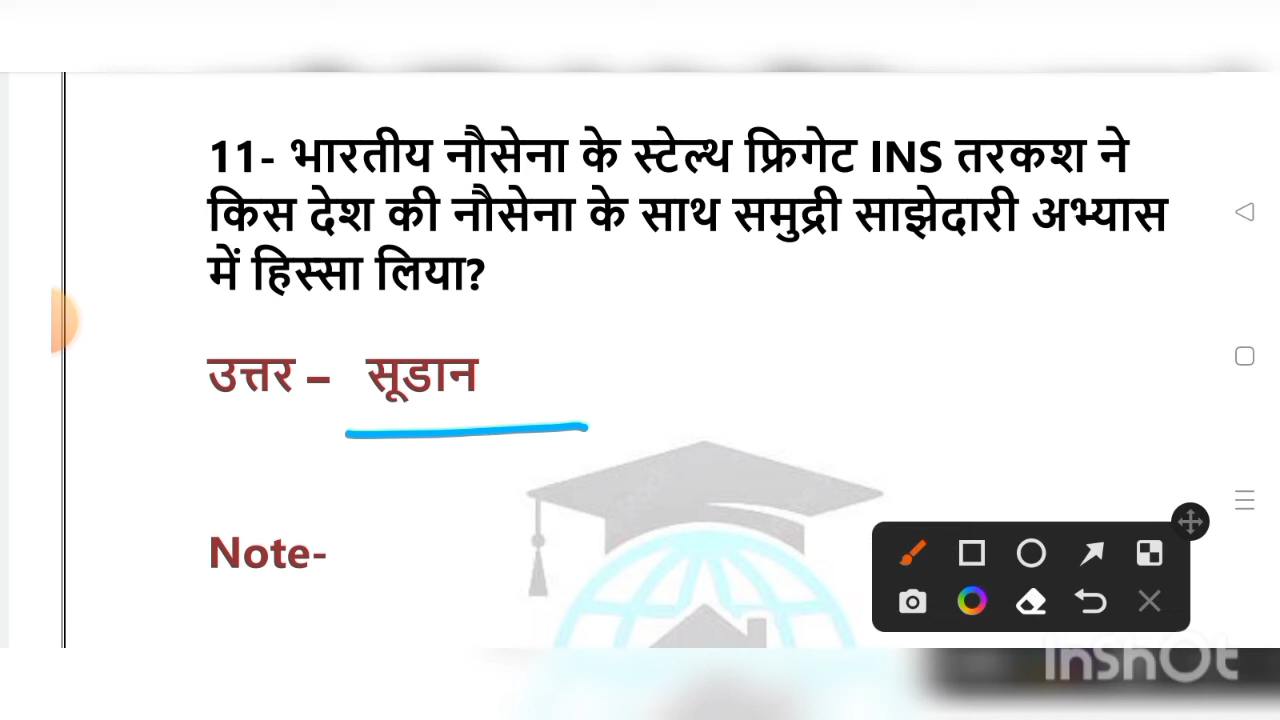 11- भारतीय नौसेना के स्टेल्थ फ्रिगेट INS तरकश ने
किस देश की नौसेना के साथ समुद्री साझेदारी अभ्यास
में हिस्सा लिया?
उत्तर – सूडान
Note-
InShOt